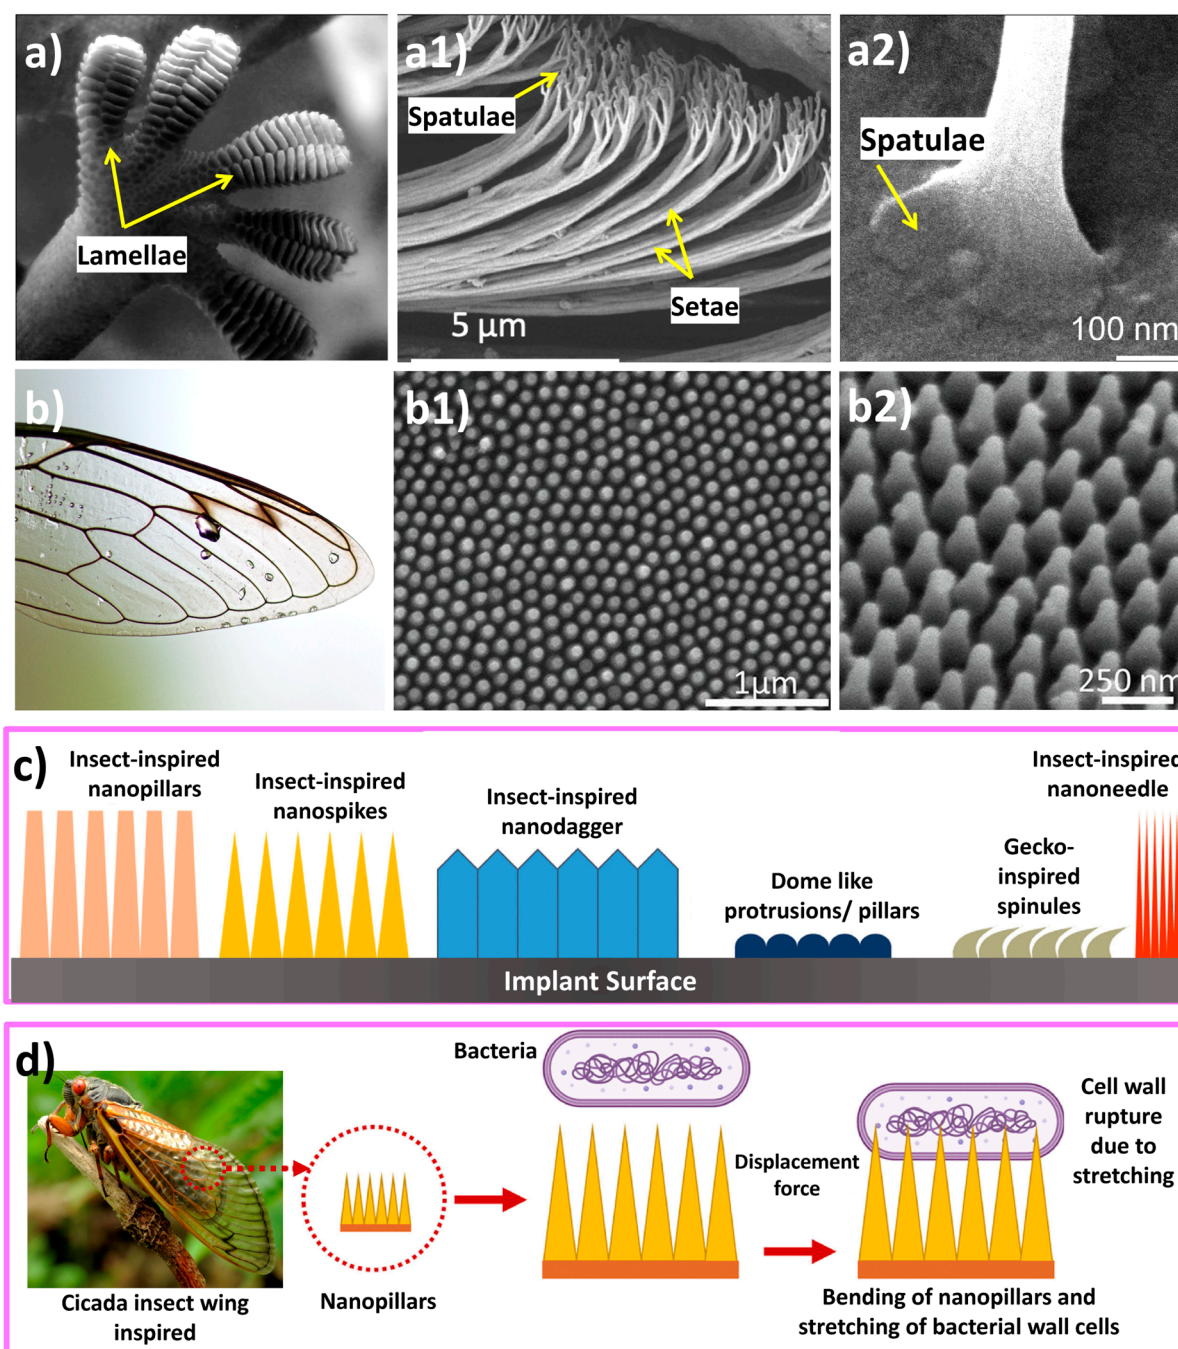 a)
Lamellae
a1)
Spatulae
Setae
5 µm
a2)
Spatulae
100 nm
b)
b1)
1µm
b2)
250 nm
c)
Insect-inspired
nanopillars
Insect-inspired
nanospikes
Insect-inspired
nanodagger
Dome like
protrusions/ pillars
Gecko-
inspired
spinules
Insect-inspired
nanoneedle
Implant Surface
d)
Cicada insect wing
inspired
Nanopillars
Bacteria
Displacement
force
Cell wall
rupture
due to
stretching
Bending of nanopillars and
stretching of bacterial wall cells